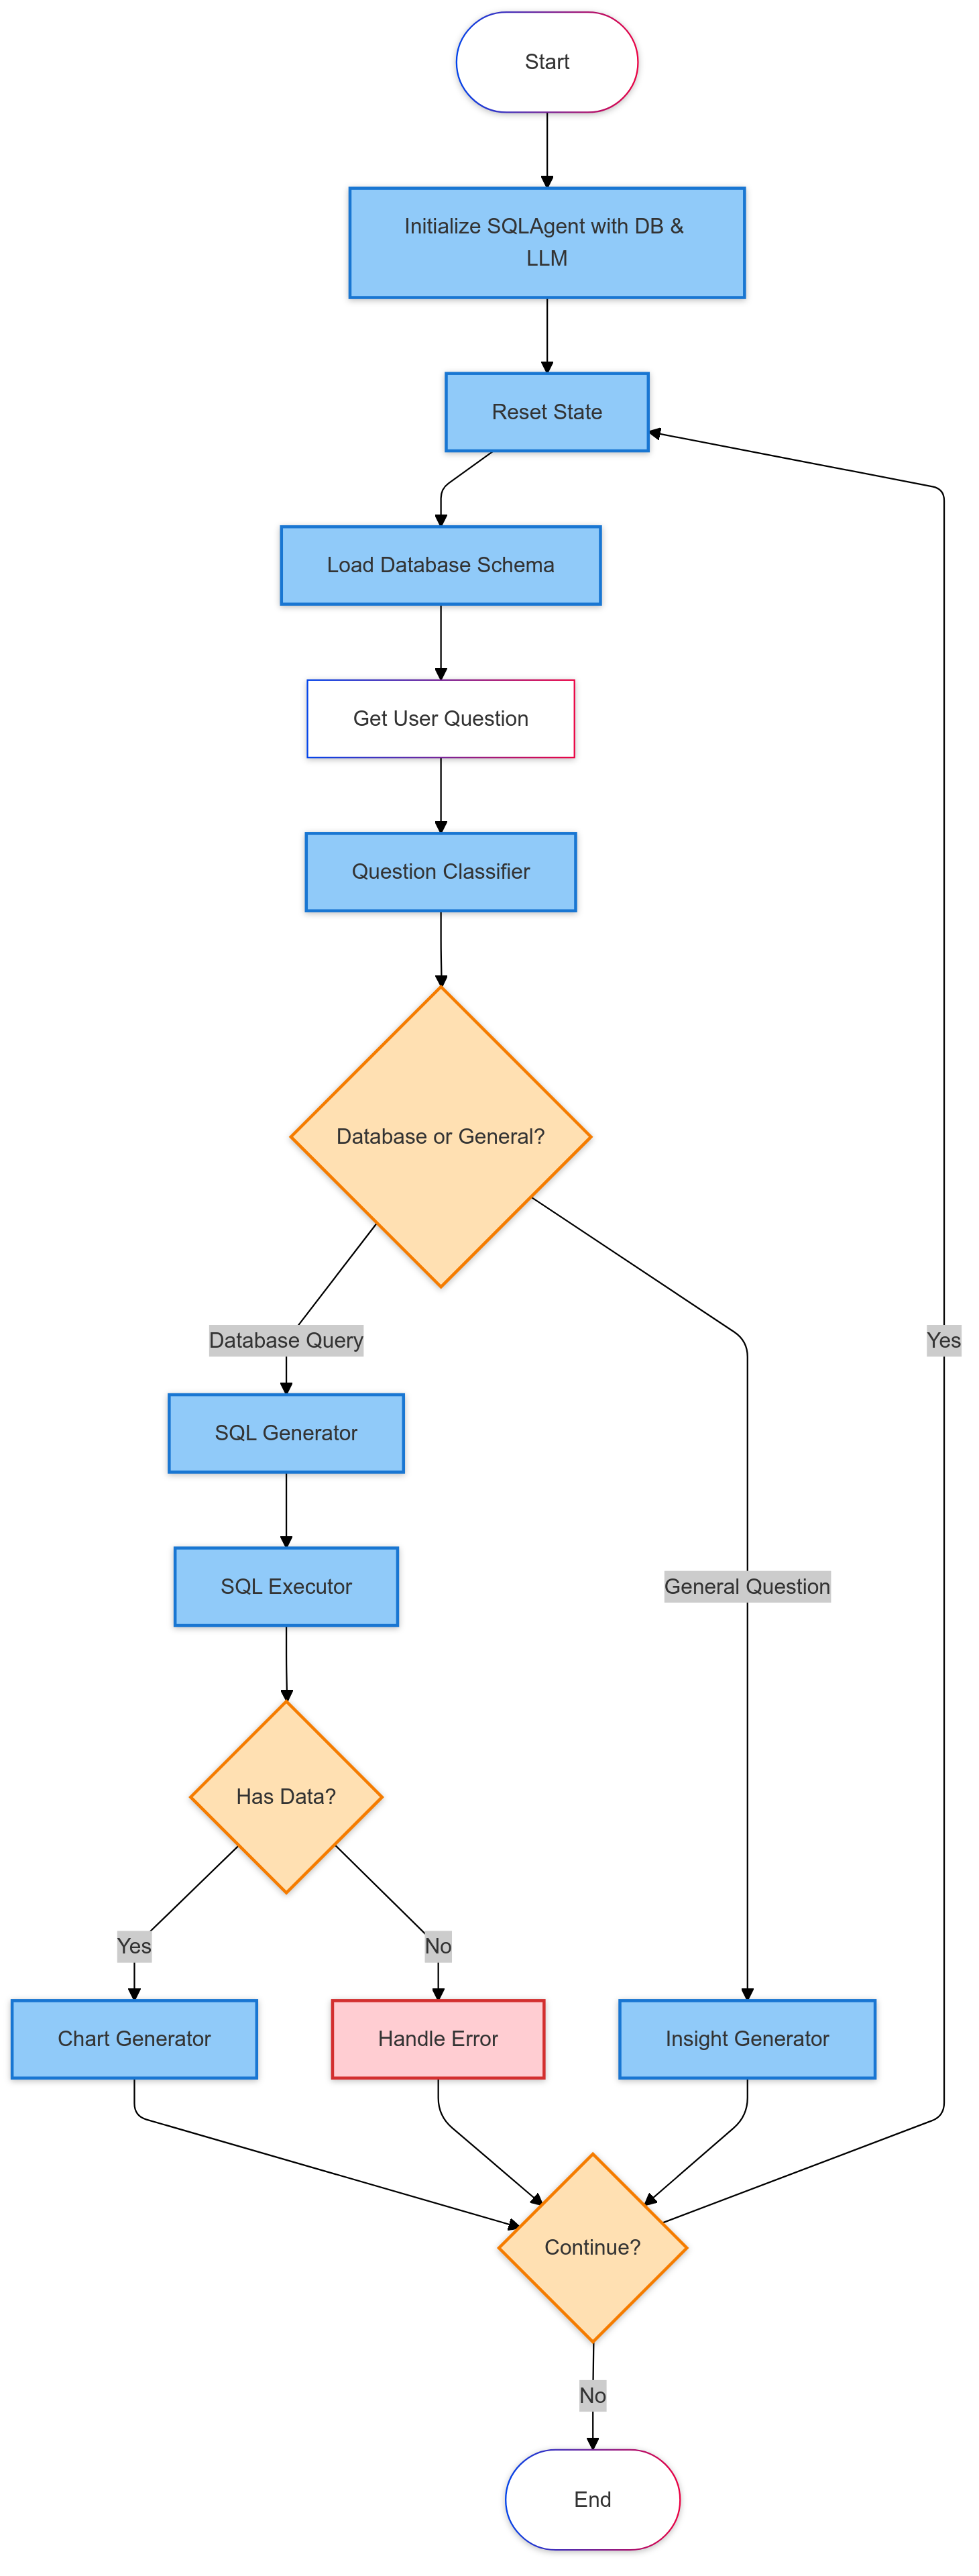 Start
Initialize SQLAgent with DB &
LLM
Reset State
Load Database Schema
Get User Question
Question Classifier
Database or General?
Database Query
Yes
SQL Generator
SQL Executor
General Question
Has Data?
Yes
No
Chart Generator
Handle Error
Insight Generator
Continue?
No
End